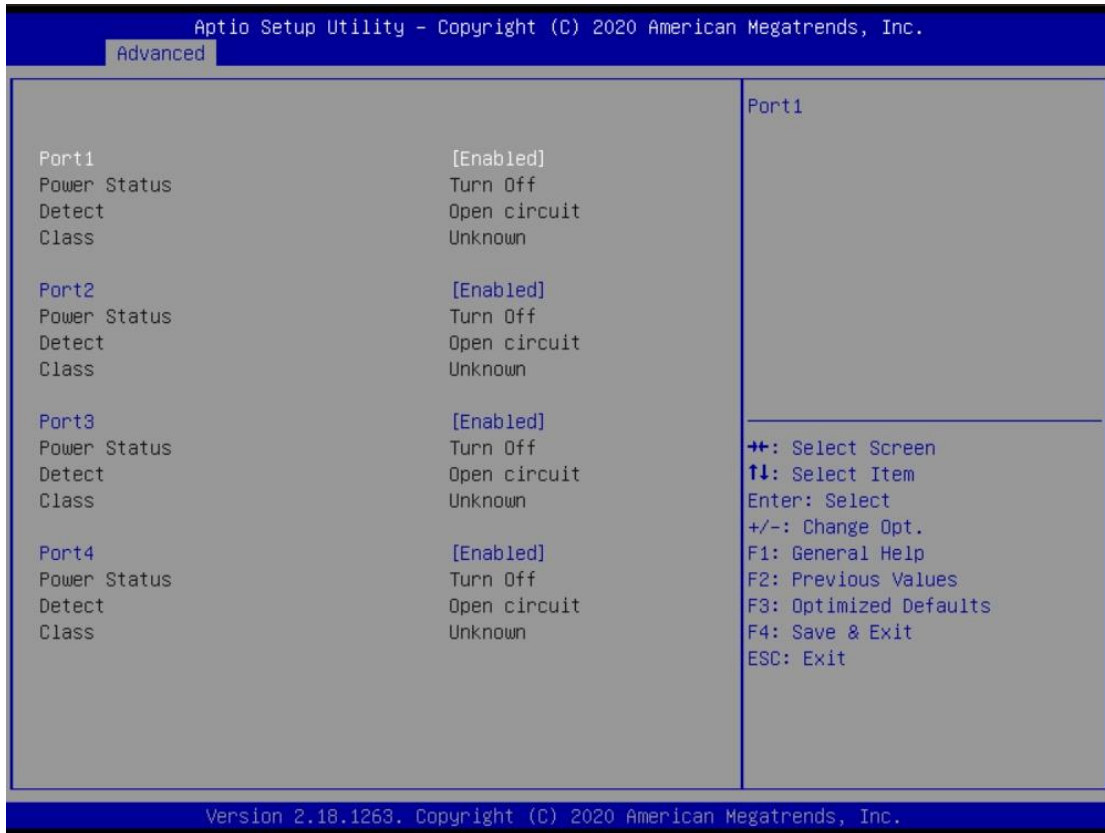 Aptio Setup Utility – Copyright (C) 2020 American Megatrends, Inc.
Advanced
Port1 [Enabled]
Power Status Turn Off
Detect Open circuit
Class Unknown
Port2 [Enabled]
Power Status Turn Off
Detect Open circuit
Class Unknown
Port3 [Enabled]
Power Status Turn Off
Detect Open circuit
Class Unknown
Port4 [Enabled]
Power Status Turn Off
Detect Open circuit
Class Unknown
Port1
→←: Select Screen
↑↓: Select Item
Enter: Select
+/-: Change Opt.
F1: General Help
F2: Previous Values
F3: Optimized Defaults
F4: Save & Exit
ESC: Exit
Version 2.18.1263. Copyright (C) 2020 American Megatrends, Inc.